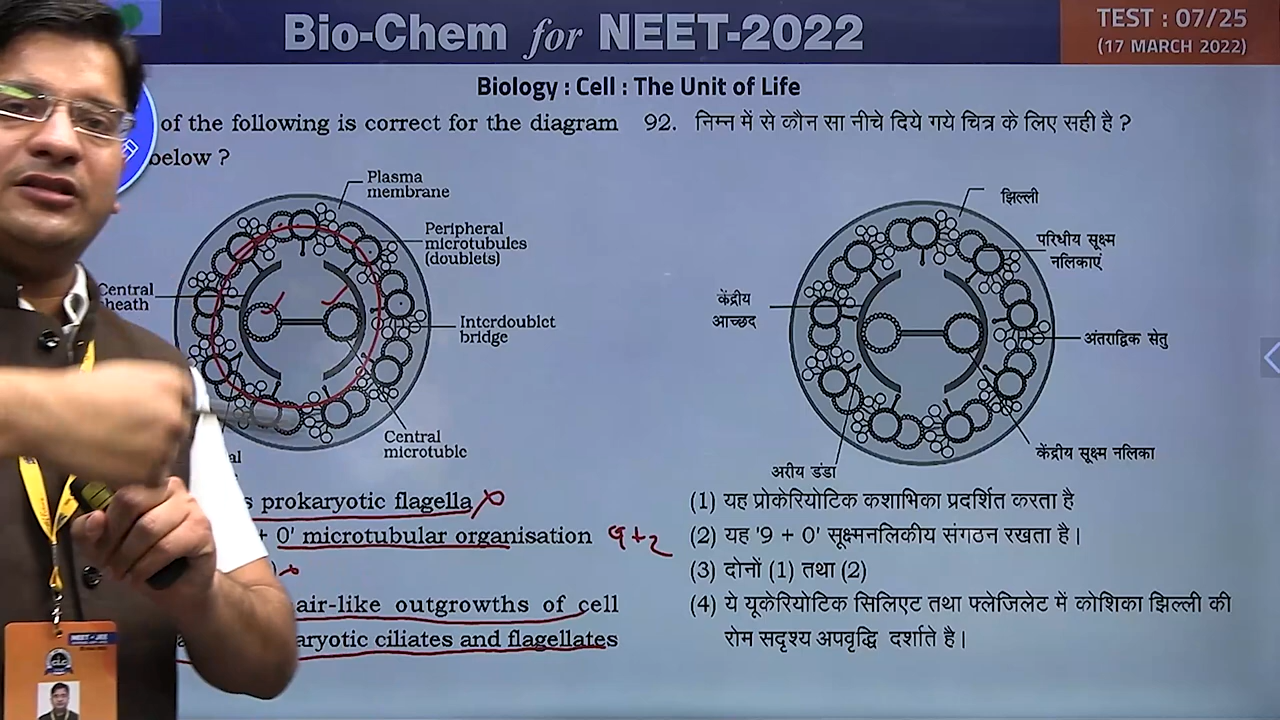 Bio-Chem for NEET-2022
TEST : 07/25
(17 MARCH 2022)
Biology : Cell : The Unit of Life
of the following is correct for the diagram
below ?
Plasma
membrane
Peripheral
microtubules
(doublets)
Central
sheath
Interdoublet
bridge
Central
microtuble
al
s prokaryotic flagella
+ 0' microtubular organisation 9+2
)
air-like outgrowths of cell
aryotic ciliates and flagellates
92. निम्न में से कौन सा नीचे दिये गये चित्र के लिए सही है ?
झिल्ली
परिधीय सूक्ष्म
नलिकाएं
केंद्रीय
आच्छद
अंतराद्विक सेतु
केंद्रीय सूक्ष्म नलिका
अरीय डंडा
(1) यह प्रोकेरियोटिक कशाभिका प्रदर्शित करता है
(2) यह '9 + 0' सूक्ष्मनलिकीय संगठन रखता है।
(3) दोनों (1) तथा (2)
(4) ये यूकेरियोटिक सिलिएट तथा फ्लेजिलेट में कोशिका झिल्ली की
रोम सदृश्य अपवृद्धि दर्शाते है।
NEET - JEE
CLC